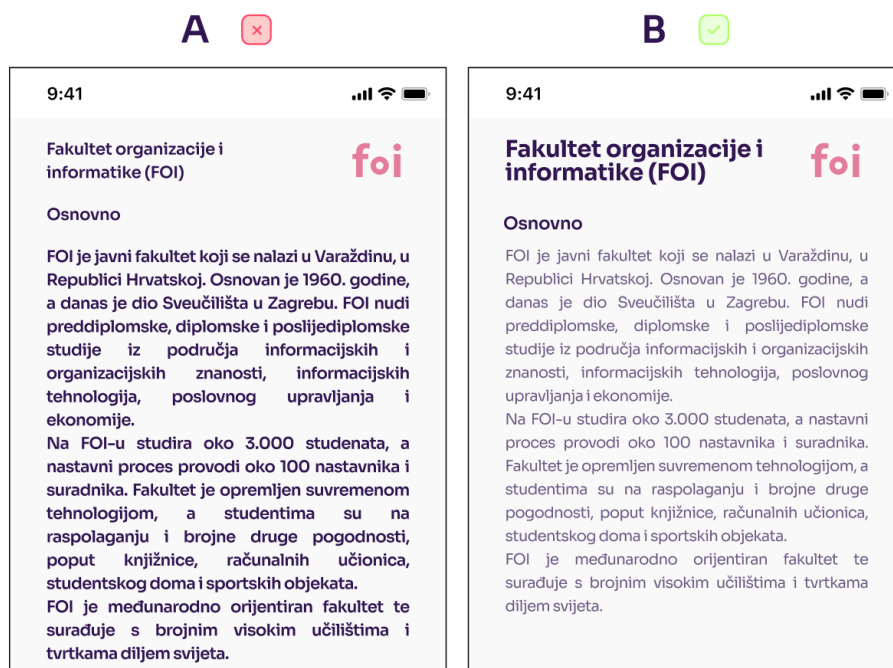 A
B
9:41
Fakultet organizacije i
informatike (FOI)
foi
Osnovno
FOI je javni fakultet koji se nalazi u Varaždinu, u
Republici Hrvatskoj. Osnovan je 1960. godine,
a danas je dio Sveučilišta u Zagrebu. FOI nudi
preddiplomske, diplomske i poslijediplomske
studije iz područja informacijskih i
organizacijskih znanosti, informacijskih
tehnologija, poslovnog upravljanja i
ekonomije.
Na FOI-u studira oko 3.000 studenata, a
nastavni proces provodi oko 100 nastavnika i
suradnika. Fakultet je opremljen suvremenom
tehnologijom, a studentima su na
raspolaganju i brojne druge pogodnosti,
poput knjižnice, računalnih učionica,
studentskog doma i sportskih objekata.
FOI je međunarodno orijentiran fakultet te
surađuje s brojnim visokim učilištima i
tvrtkama diljem svijeta.
9:41
Fakultet organizacije i
informatike (FOI)
foi
Osnovno
FOI je javni fakultet koji se nalazi u Varaždinu, u
Republici Hrvatskoj. Osnovan je 1960. godine, a
danas je dio Sveučilišta u Zagrebu. FOI nudi
preddiplomske, diplomske i poslijediplomske
studije iz područja informacijskih i organizacijskih
znanosti, informacijskih tehnologija, poslovnog
upravljanja i ekonomije.
Na FOI-u studira oko 3.000 studenata, a nastavni
proces provodi oko 100 nastavnika i suradnika.
Fakultet je opremljen suvremenom tehnologijom, a
studentima su na raspolaganju i brojne druge
pogodnosti, poput knjižnice, računalnih učionica,
studentskog doma i sportskih objekata.
FOI je međunarodno orijentiran fakultet te
surađuje s brojnim visokim učilištima i tvrtkama
diljem svijeta.